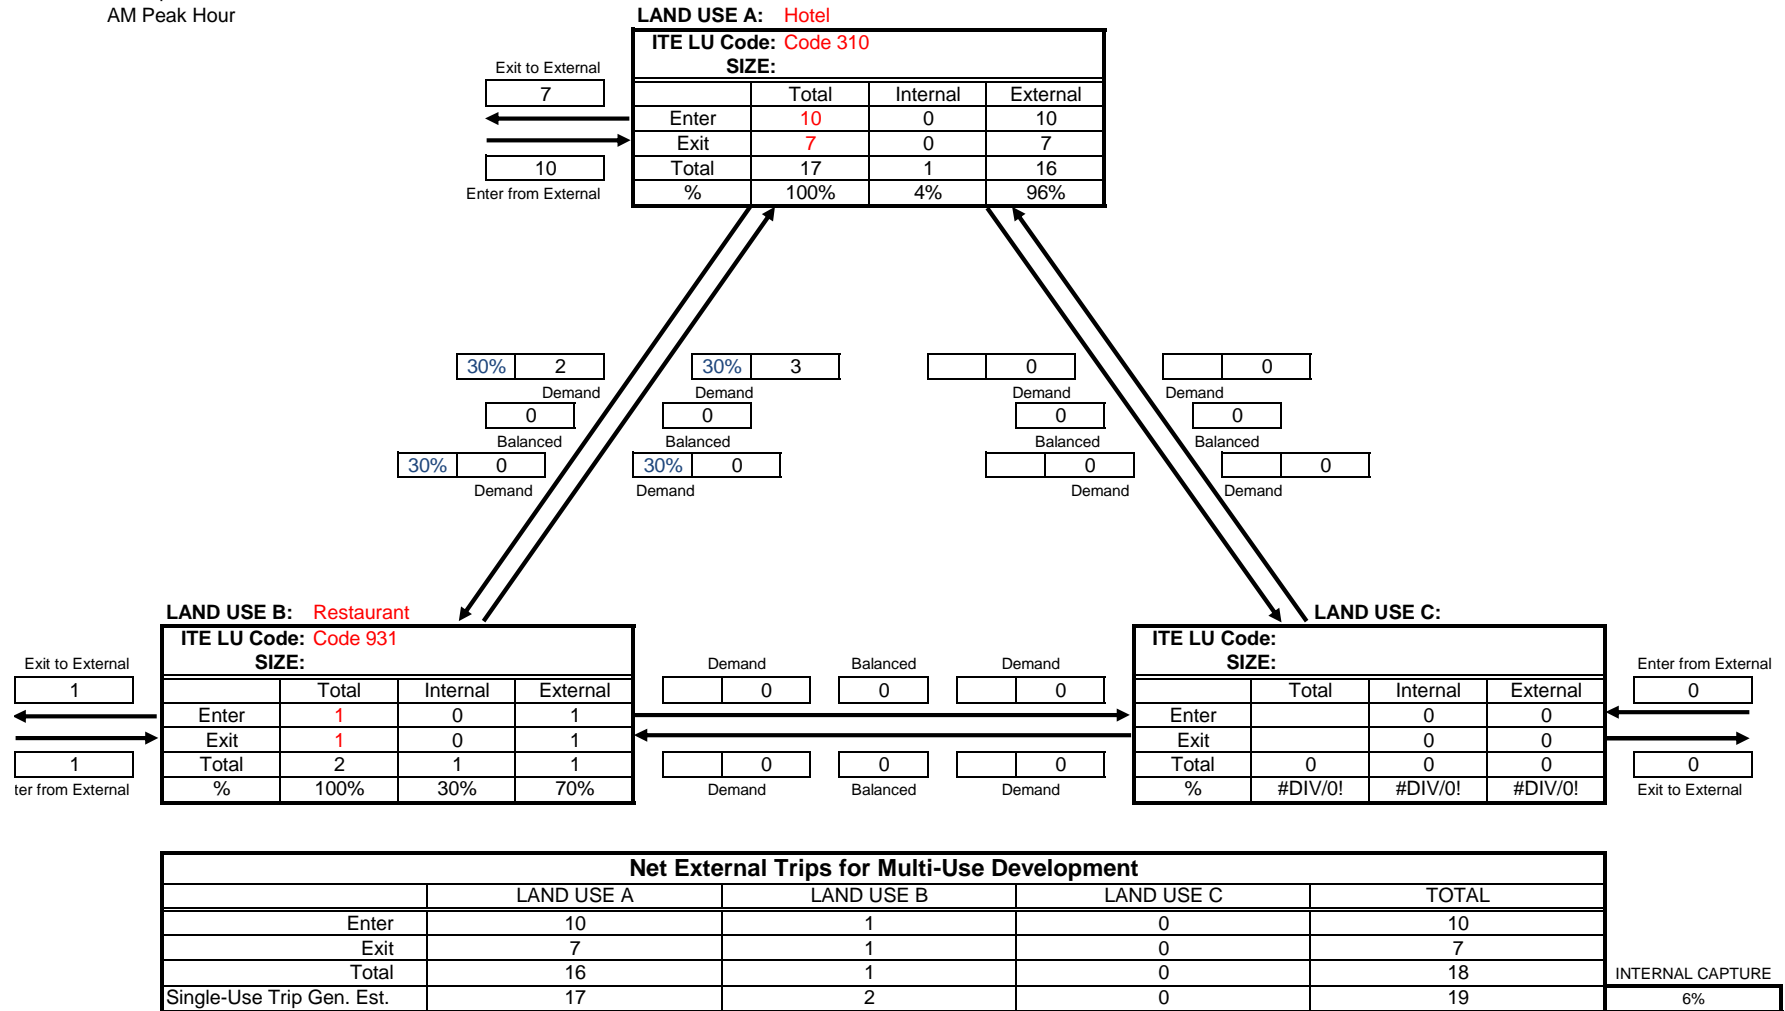 AM Peak Hour
LAND USE A: Hotel
ITE LU Code: Code 310
SIZE:
Exit to External
7
Total Internal External
Enter 10 0 10
Exit 7 0 7
10
Total 17 1 16
Enter from External
% 100% 4% 96%
30% 2 30% 3 0 0
Demand Demand Demand Demand
0 0 0 0
Balanced Balanced Balanced Balanced
30% 0 30% 0 0 0
Demand Demand Demand Demand
LAND USE B: Restaurant
LAND USE C:
ITE LU Code: Code 931
ITE LU Code:
SIZE:
SIZE:
Exit to External
Demand Balanced Demand
Enter from External
1
Total Internal External
0 0 0
Total Internal External
0
Enter 1 0 1
Enter 0 0
Exit 1 0 1
Exit 0 0
1
Total 2 1 1
0 0 0
Total 0 0 0
0
ter from External
% 100% 30% 70%
Demand Balanced Demand
% #DIV/0! #DIV/0! #DIV/0!
Exit to External
Net External Trips for Multi-Use Development
LAND USE A LAND USE B LAND USE C TOTAL
Enter 10 1 0 10
Exit 7 1 0 7
Total 16 1 0 18
INTERNAL CAPTURE
Single-Use Trip Gen. Est. 17 2 0 19
6%